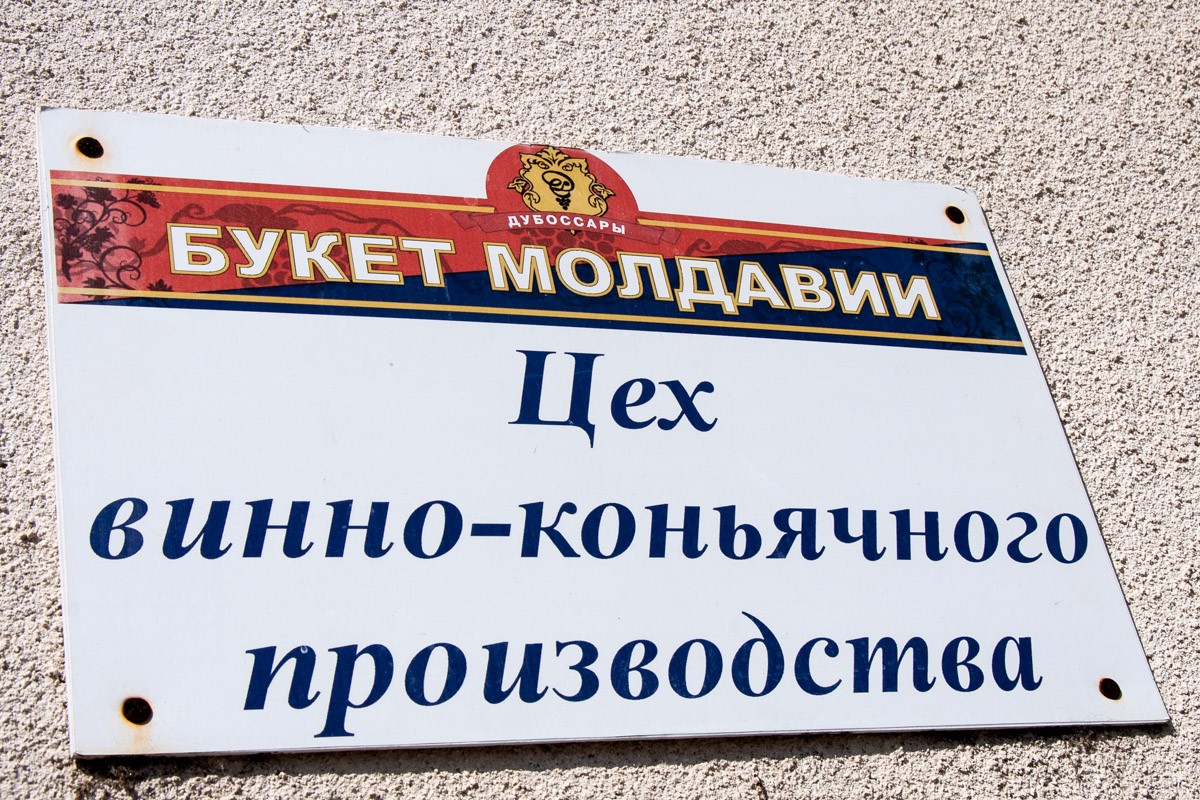 ДУБОССАРЫ
БУКЕТ МОЛДАВИИ
Цех
винно-коньячного
производства